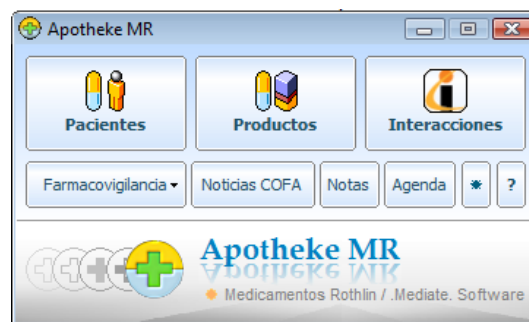 Apotheke MR
Pacientes Productos Interacciones
Farmacovigilancia Noticias COFA Notas Agenda * ?
Apotheke MR
Medicamentos Rothlin / .Mediate. Software